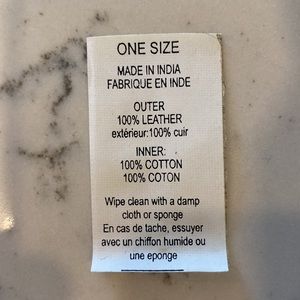 ONE SIZE
MADE IN INDIA
FABRIQUE EN INDE
OUTER
100% LEATHER
extérieur:100% cuir
INNER:
100% COTTON
100% COTON
Wipe clean with a damp
cloth or sponge
En cas de tache, essuyer
avec un chiffon humide ou
une eponge